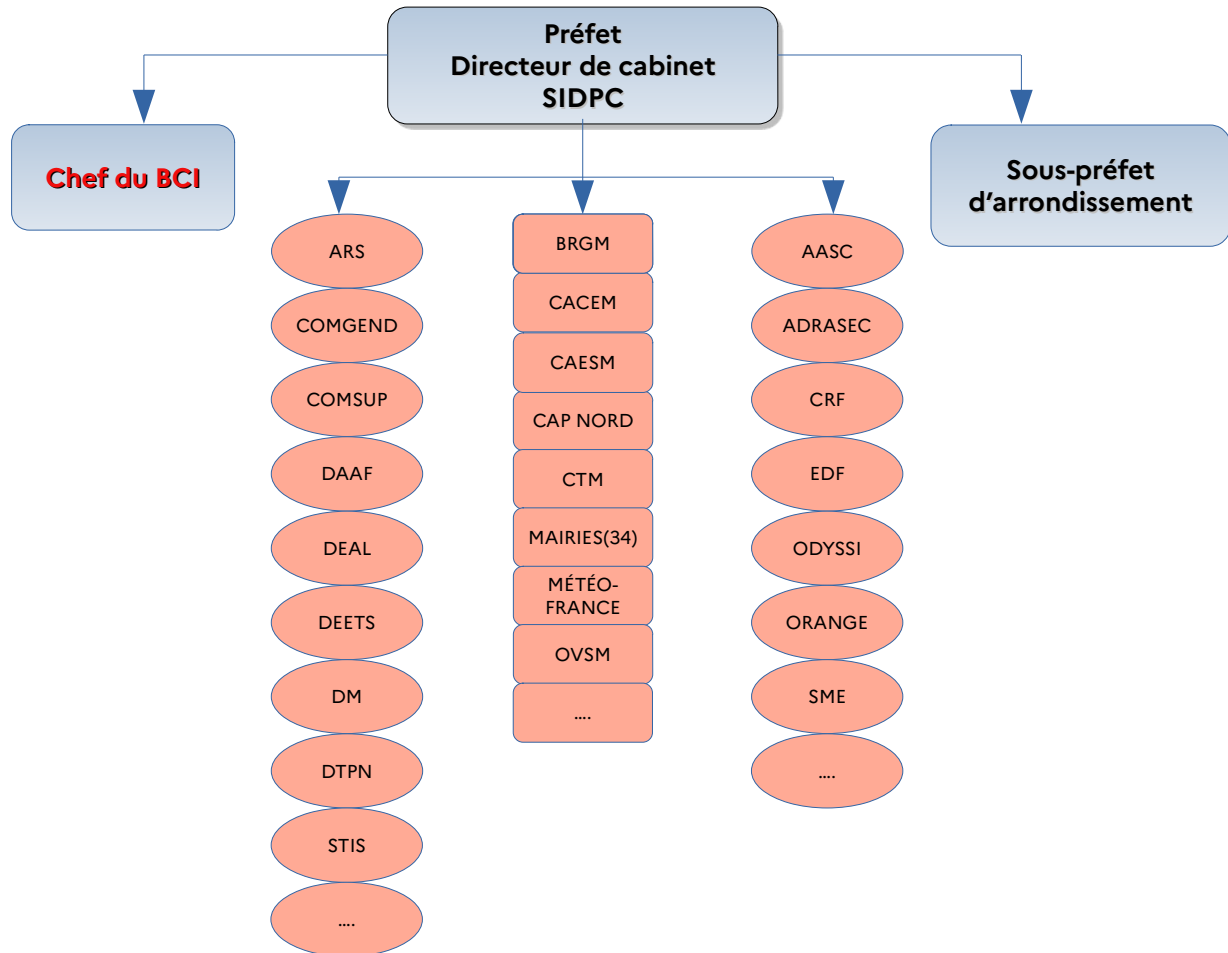 Préfet
Directeur de cabinet
SIDPC
Chef du BCI
Sous-préfet
d’arrondissement
ARS
COMGEND
COMSUP
DAAF
DEAL
DEETS
DM
DTPN
STIS
....
BRGM
CACEM
CAESM
CAP NORD
CTM
MAIRIES(34)
MÉTÉO-
FRANCE
OVSM
....
AASC
ADRASEC
CRF
EDF
ODYSSI
ORANGE
SME
....